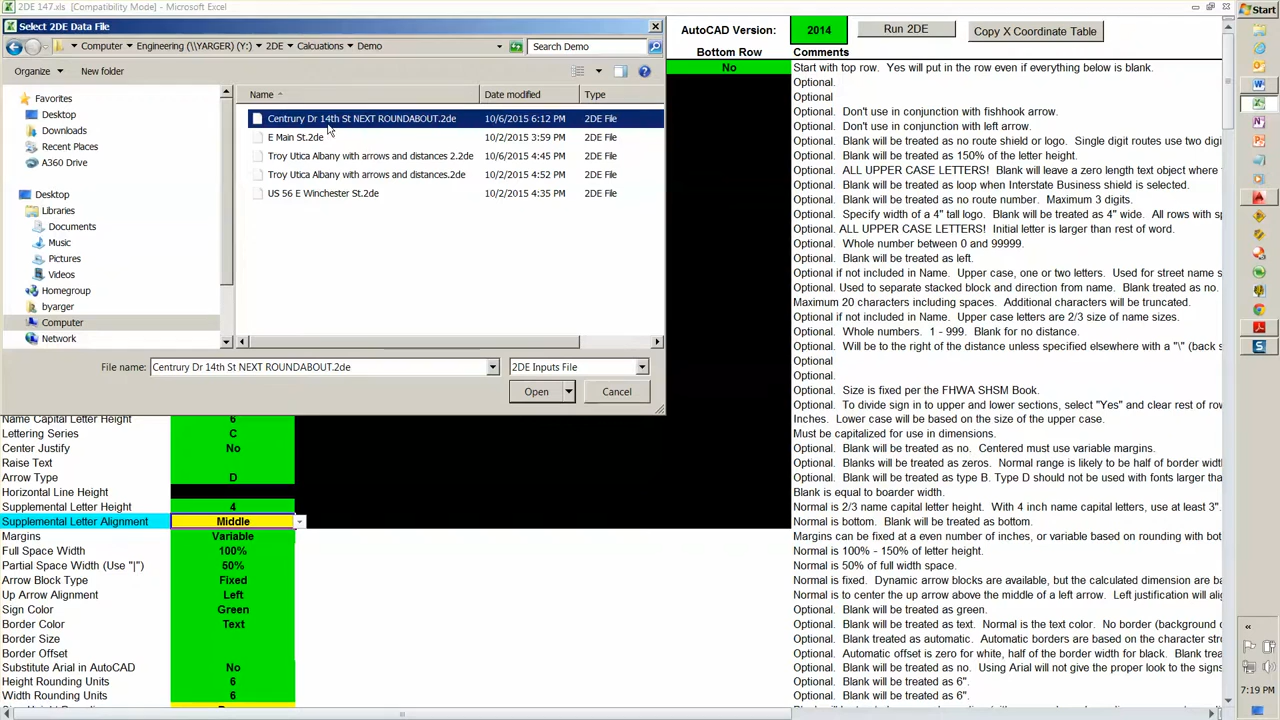 2DE 147.xls [Compatibility Mode] - Microsoft Excel
Start
Select 2DE Data File
Computer Engineering (\\YARGER) (Y:) 2DE Calcuations Demo
Search Demo
Organize New folder
Favorites
Desktop
Downloads
Recent Places
A360 Drive
Desktop
Libraries
Documents
Music
Pictures
Videos
Homegroup
byarger
Computer
Network
Name Date modified Type
Centrury Dr 14th St NEXT ROUNDABOUT.2de 10/6/2015 6:12 PM 2DE File
E Main St.2de 10/2/2015 3:59 PM 2DE File
Troy Utica Albany with arrows and distances 2.2de 10/6/2015 4:45 PM 2DE File
Troy Utica Albany with arrows and distances.2de 10/2/2015 4:52 PM 2DE File
US 56 E Winchester St.2de 10/2/2015 4:35 PM 2DE File
File name: Centrury Dr 14th St NEXT ROUNDABOUT.2de 2DE Inputs File
Open Cancel
AutoCAD Version: 2014 Run 2DE Copy X Coordinate Table
Bottom Row Comments
No Start with top row. Yes will put in the row even if everything below is blank.
Optional.
Optional
Optional. Don't use in conjunction with fishhook arrow.
Optional. Don't use in conjunction with left arrow.
Optional. Blank will be treated as no route shield or logo. Single digit routes use two digit
Optional. Blank will be treated as 150% of the letter height.
Optional. ALL UPPER CASE LETTERS! Blank will leave a zero length text object where
Optional. Blank will be treated as loop when Interstate Business shield is selected.
Optional. Blank will be treated as no route number. Maximum 3 digits.
Optional. Specify width of a 4" tall logo. Blank will be treated as 4" wide. All rows with sp
Optional. ALL UPPER CASE LETTERS! Initial letter is larger than rest of word.
Optional. Whole number between 0 and 99999.
Optional. Blank will be treated as left.
Optional if not included in Name. Upper case, one or two letters. Used for street name s
Optional. Used to separate stacked block and direction from name. Blank treated as no.
Maximum 20 characters including spaces. Additional characters will be truncated.
Optional if not included in Name. Upper case letters are 2/3 size of name sizes.
Optional. Whole numbers. 1 - 999. Blank for no distance.
Optional. Will be to the right of the distance unless specified elsewhere with a "\" (back s
Optional
Optional.
Optional. Size is fixed per the FHWA SHSM Book.
Optional. To divide sign in to upper and lower sections, select "Yes" and clear rest of row
Name Capital Letter Height 6 Inches. Lower case will be based on the size of the upper case.
Lettering Series C Must be capitalized for use in dimensions.
Center Justify No Optional. Blank will be treated as no. Centered must use variable margins.
Raise Text Optional. Blanks will be treated as zeros. Normal range is likely to be half of border widt
Arrow Type D Optional. Blank will be treated as type B. Type D should not be used with fonts larger tha
Horizontal Line Height Blank is equal to boarder width.
Supplemental Letter Height 4 Normal is 2/3 name capital letter height. With 4 inch name capital letters, use at least 3".
Supplemental Letter Alignment Middle Normal is bottom. Blank will be treated as bottom.
Margins Variable Margins can be fixed at a even number of inches, or variable based on rounding with bot
Full Space Width 100% Normal is 100% - 150% of letter height.
Partial Space Width (Use "|") 50% Normal is 50% of full width space.
Arrow Block Type Fixed Normal is fixed. Dynamic arrow blocks are available, but the calculated dimension are ba
Up Arrow Alignment Left Normal is to center the up arrow above the middle of a left arrow. Left justification will alig
Sign Color Green Optional. Blank will be treated as green.
Border Color Text Optional. Blank will be treated as text. Normal is the text color. No border (background c
Border Size Optional. Blank treated as automatic. Automatic borders are based on the character stro
Border Offset Optional. Automatic offset is zero for white, half of the border width for black. Blank trea
Substitute Arial in AutoCAD No Optional. Blank will be treated as no. Using Arial will not give the proper look to the signs
Height Rounding Units 6 Optional. Blank will be treated as 6".
Width Rounding Units 6 Optional. Blank will be treated as 6".
7:19 PM